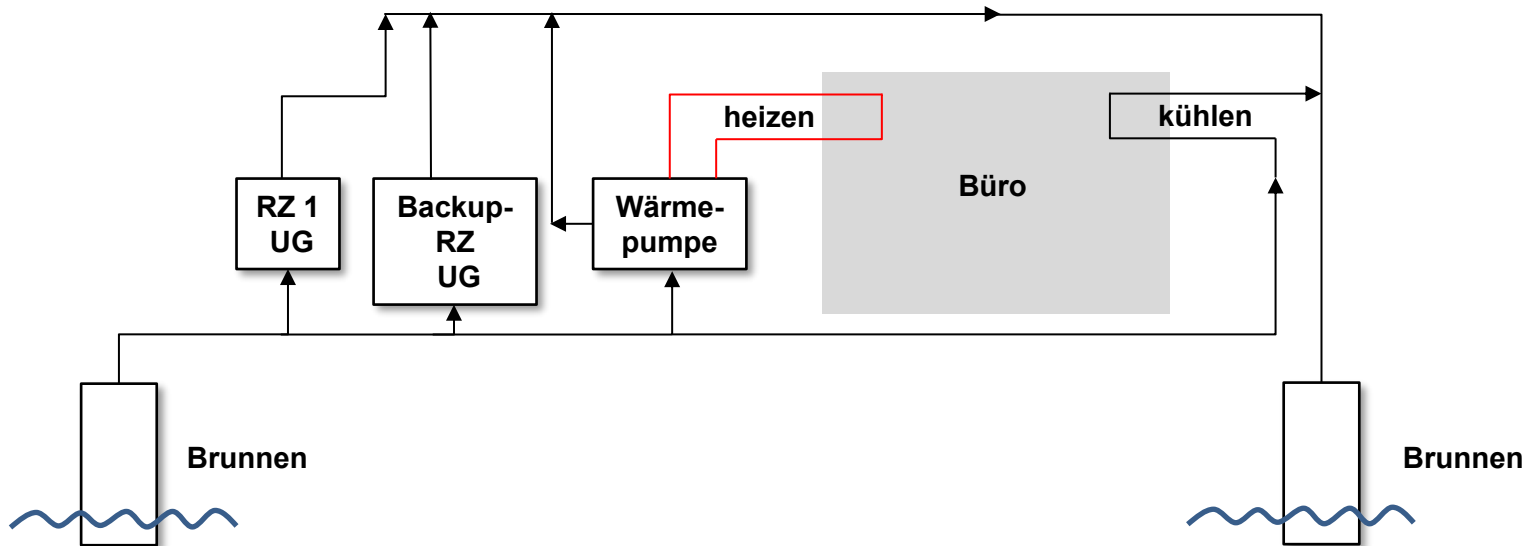 heizen
kühlen
RZ 1
UG
Backup-
RZ
UG
Wärme-
pumpe
Büro
Brunnen
Brunnen